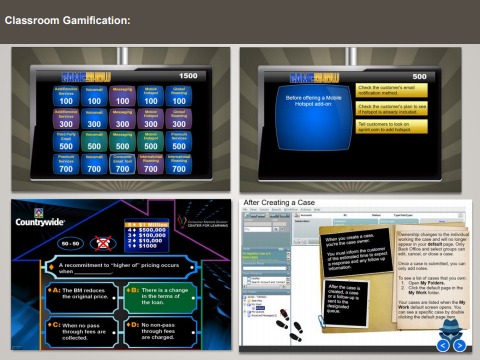 Classroom Gamification:
GAME SHOW
1500
Additional Services 100
Voicemail 100
Messaging 100
Mobile Hotspot 100
Global Roaming 100
300
Voicemail 300
Messaging 300
Mobile Hotspot 300
Global Roaming 300
Third Party Email 500
Voicemail 500
Messaging 500
Mobile Hotspot 500
Premium Services 500
Premium Services 700
Voicemail 700
700
International Roaming 700
International Roaming 700
GAME SHOW
500
Before offering a Mobile
Hotspot add-on:
Check the customer's email
notification method.
Check the customer's plan to see
if hotspot is already included
Tell customers to look on
sprint.com to add hotspot.
Countrywide
50 - 50
5 ♦ $1 Million
4 ♦ $500,000
3 ♦ $100,000
2 ♦ $10,000
1 ♦ $1000
CENTER FOR LEARNING
A recommitment to "higher of" pricing occurs
when
A: The BM reduces
the original price.
B: There is a change
in the terms of
the loan.
C: When no pass
through fees are
collected.
D: No non-pass
through fees
are charged.
After Creating a Case
When you create a case,
you're the case owner.
You must inform the customer
of the estimated time to expect
a response and any follow up
information.
After the case is
created, a case
or a follow-up is
sent to the
designated
queue.
Ownership changes to the individual
working the case and will no longer
appear in your default page. Only
Back Office and select groups can
edit, cancel, or close a case.
Once a case is submitted, you can
only add notes.
To see a list of cases that you own:
1. Open My Folders.
2. Click the default page in the
My Work folder.
Your cases are listed when the My
Work default screen opens. You
can see a specific case by double
clicking the default page item.